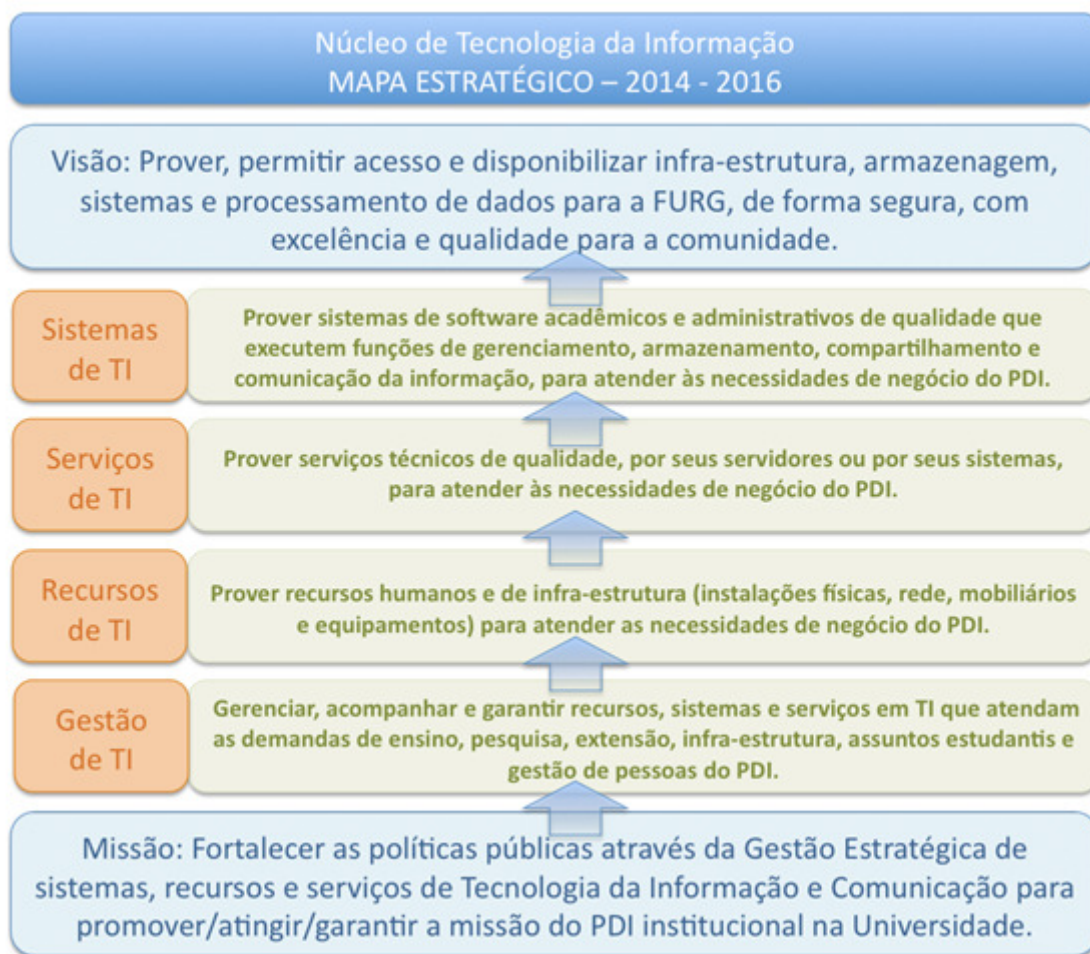 Núcleo de Tecnologia da Informação
MAPA ESTRATÉGICO – 2014 - 2016
Visão: Prover, permitir acesso e disponibilizar infra-estrutura, armazenagem,
sistemas e processamento de dados para a FURG, de forma segura, com
excelência e qualidade para a comunidade.
Sistemas
de TI
Prover sistemas de software acadêmicos e administrativos de qualidade que
executem funções de gerenciamento, armazenamento, compartilhamento e
comunicação da informação, para atender às necessidades de negócio do PDI.
Serviços
de TI
Prover serviços técnicos de qualidade, por seus servidores ou por seus sistemas,
para atender às necessidades de negócio do PDI.
Recursos
de TI
Prover recursos humanos e de infra-estrutura (instalações físicas, rede, mobiliários
e equipamentos) para atender as necessidades de negócio do PDI.
Gestão
de TI
Gerenciar, acompanhar e garantir recursos, sistemas e serviços em TI que atendam
as demandas de ensino, pesquisa, extensão, infra-estrutura, assuntos estudantis e
gestão de pessoas do PDI.
Missão: Fortalecer as políticas públicas através da Gestão Estratégica de
sistemas, recursos e serviços de Tecnologia da Informação e Comunicação para
promover/atingir/garantir a missão do PDI institucional na Universidade.